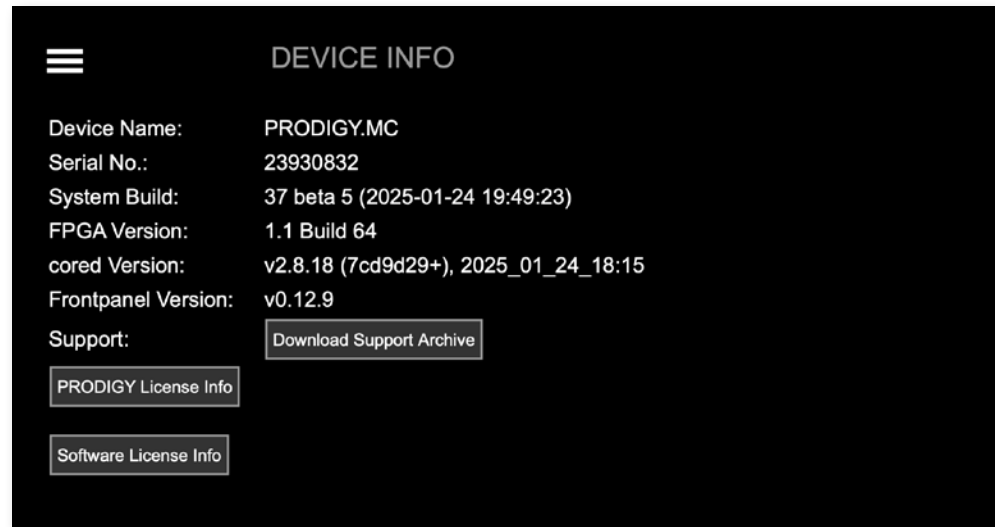 DEVICE INFO
Device Name: PRODIGY.MC
Serial No.: 23930832
System Build: 37 beta 5 (2025-01-24 19:49:23)
FPGA Version: 1.1 Build 64
cored Version: v2.8.18 (7cd9d29+), 2025_01_24_18:15
Frontpanel Version: v0.12.9
Support: Download Support Archive
PRODIGY License Info
Software License Info